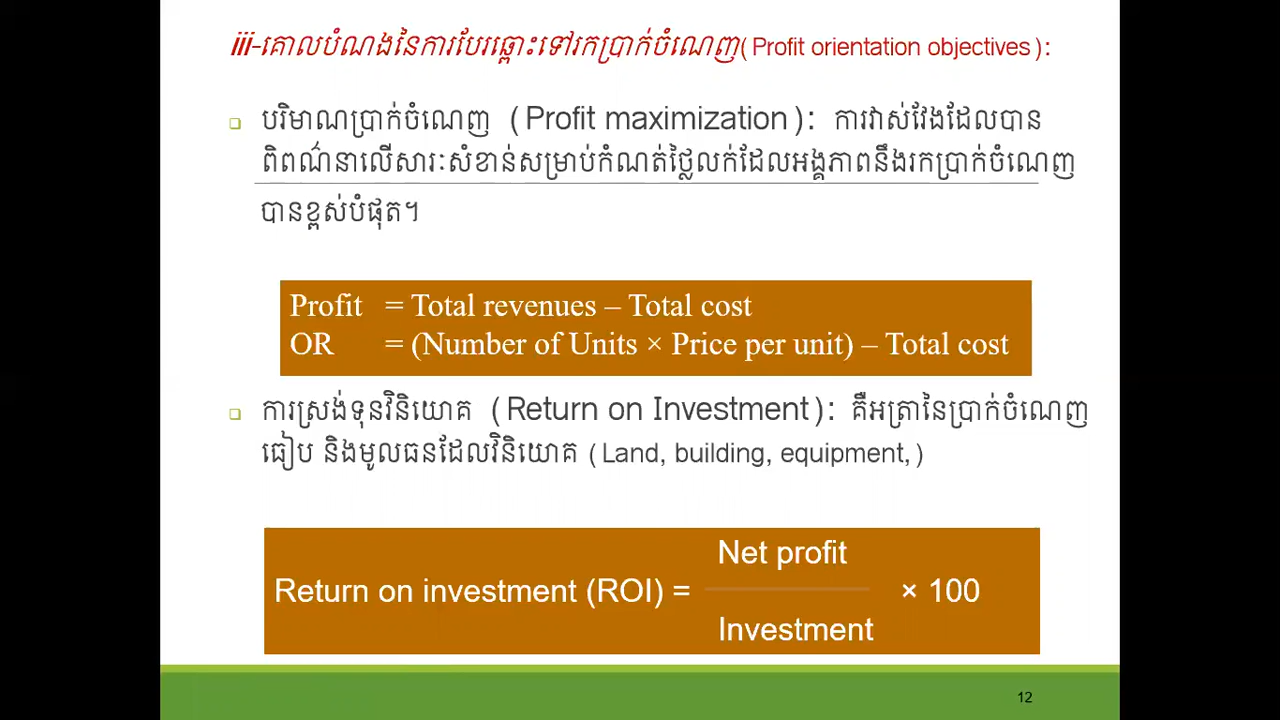 iii-គោលបំណងនៃការបែរឆ្ពោះទៅរកប្រាក់ចំណេញ(Profit orientation objectives):
បរិមាណប្រាក់ចំណេញ (Profit maximization): ការវាស់វែងដែលបាន
ពិពណ៌នាលើសារៈសំខាន់សម្រាប់កំណត់ថ្លៃលក់ដែលអង្គភាពនឹងរកប្រាក់ចំណេញ
បានខ្ពស់បំផុត។
Profit = Total revenues – Total cost
OR = (Number of Units × Price per unit) – Total cost
ការស្រង់ទុនវិនិយោគ (Return on Investment): គឺអត្រានៃប្រាក់ចំណេញ
ធៀប និងមូលធនដែលវិនិយោគ (Land, building, equipment,)
Net profit
Return on investment (ROI) = × 100
Investment
12